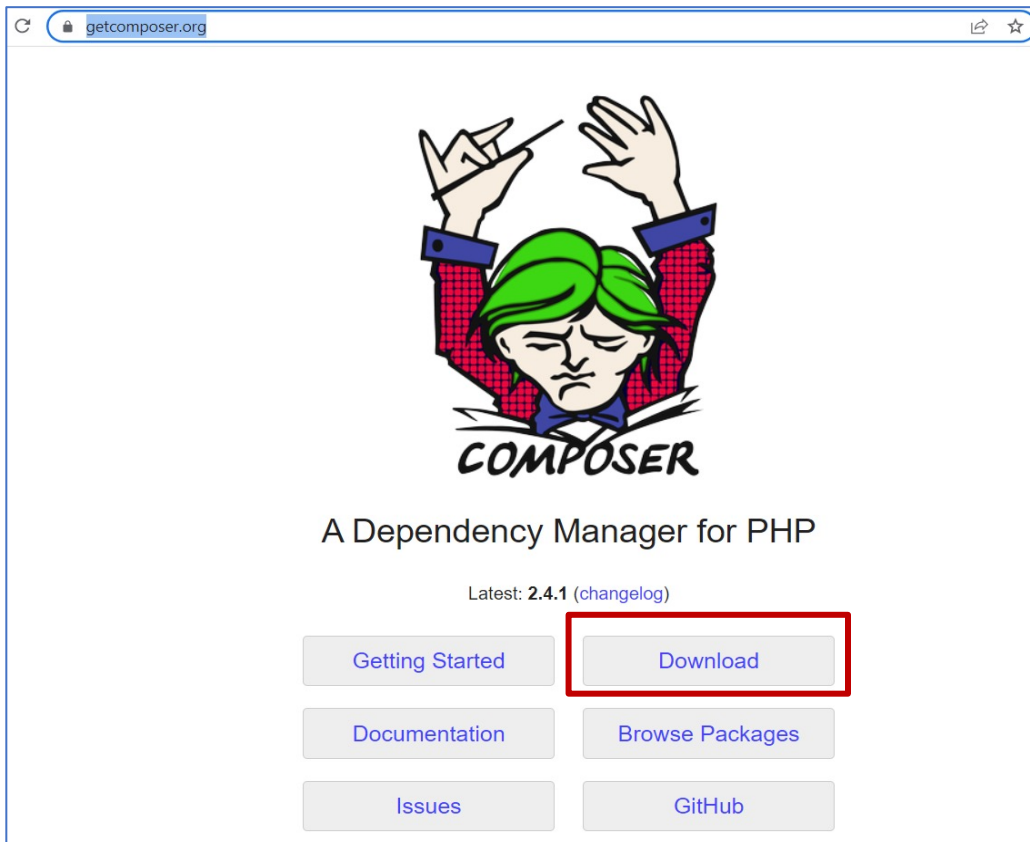 getcomposer.org
COMPOSER
A Dependency Manager for PHP
Latest: 2.4.1 (changelog)
Getting Started
Download
Documentation
Browse Packages
Issues
GitHub